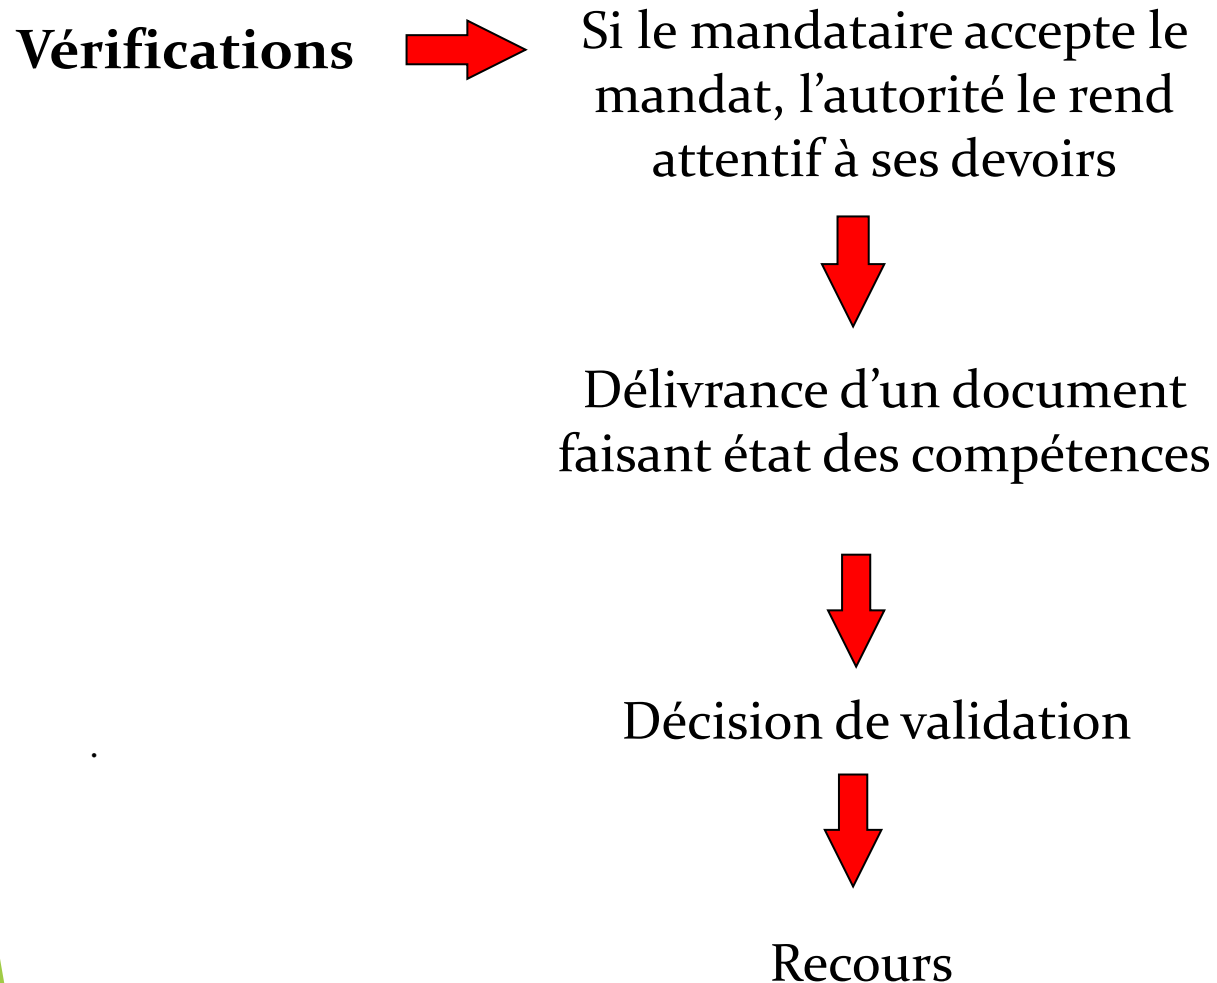 Vérifications
Si le mandataire accepte le
mandat, l’autorité le rend
attentif à ses devoirs
Délivrance d’un document
faisant état des compétences
Décision de validation
.
Recours